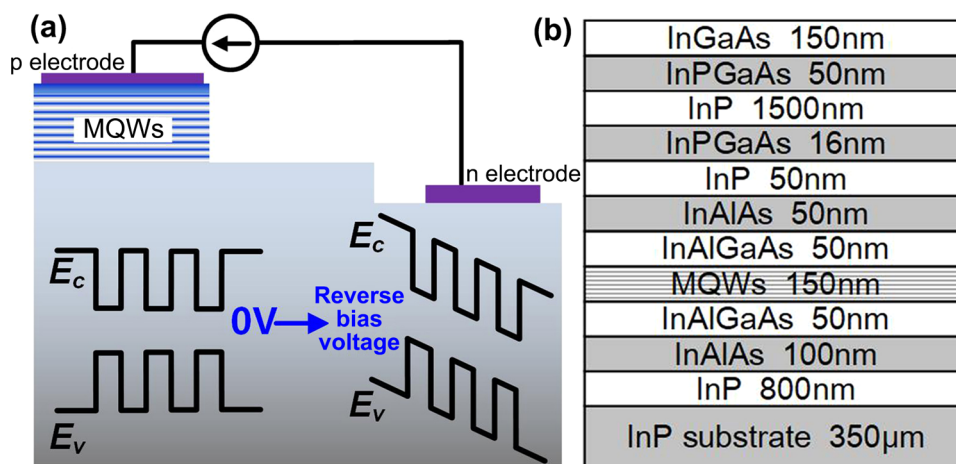 (a)
p electrode
MQWs
n electrode
Ec
Ec
0V
Reverse
bias
voltage
Ev
Ev
(b)
InGaAs 150nm
InPGaAs 50nm
InP 1500nm
InPGaAs 16nm
InP 50nm
InAlAs 50nm
InAlGaAs 50nm
MQWs 150nm
InAlGaAs 50nm
InAlAs 100nm
InP 800nm
InP substrate 350μm